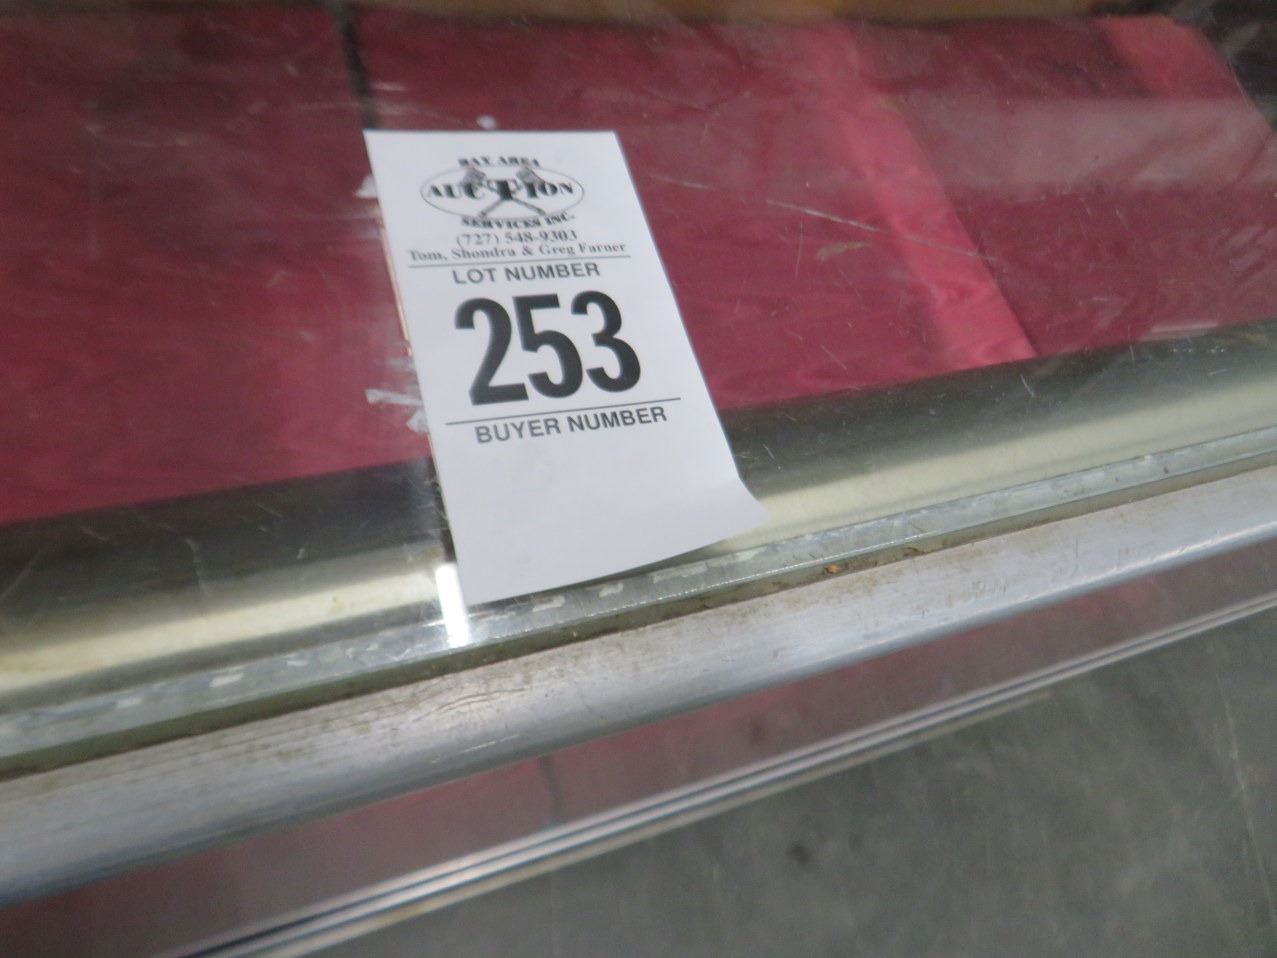 BAY AREA
AUCTION
SERVICES INC.
(727) 548-9303
Tom, Shondra & Greg Farner
LOT NUMBER
253
BUYER NUMBER